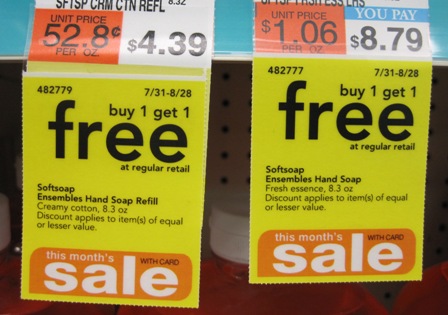 SFTSP CRM CTN REFL 8.3Z
UNIT PRICE
52.8¢
PER OZ.
$4.39
482779 7/31-8/28
buy 1 get 1
free
at regular retail
Softsoap
Ensembles Hand Soap Refill
Creamy cotton, 8.3 oz
Discount applies to item(s) of equal
or lesser value.
this month's
sale
WITH CARD
UNIT PRICE
$1.06
PER OZ.
YOU PAY
$8.79
482777 7/31-8/28
buy 1 get 1
free
at regular retail
Softsoap
Ensembles Hand Soap
Fresh essence, 8.3 oz
Discount applies to item(s) of equal
or lesser value.
this month's
sale
WITH CARD